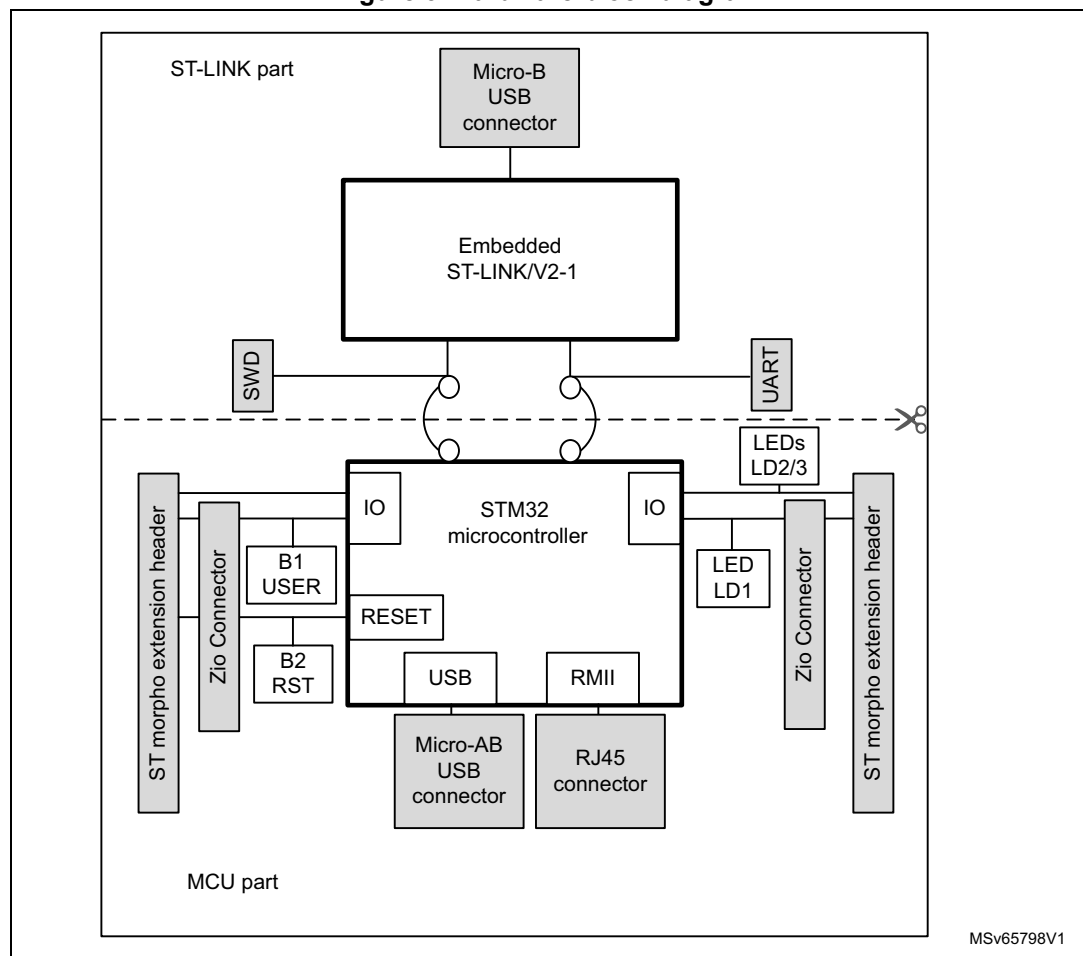 ST-LINK part
Micro-B
USB
connector
Embedded
ST-LINK/V2-1
SWD
UART
LEDs
LD2/3
IO
STM32
microcontroller
IO
ST morpho extension header
Zio Connector
B1
USER
LED
LD1
Zio Connector
ST morpho extension header
RESET
B2
RST
USB
RMII
Micro-AB
USB
connector
RJ45
connector
MCU part
MSv65798V1